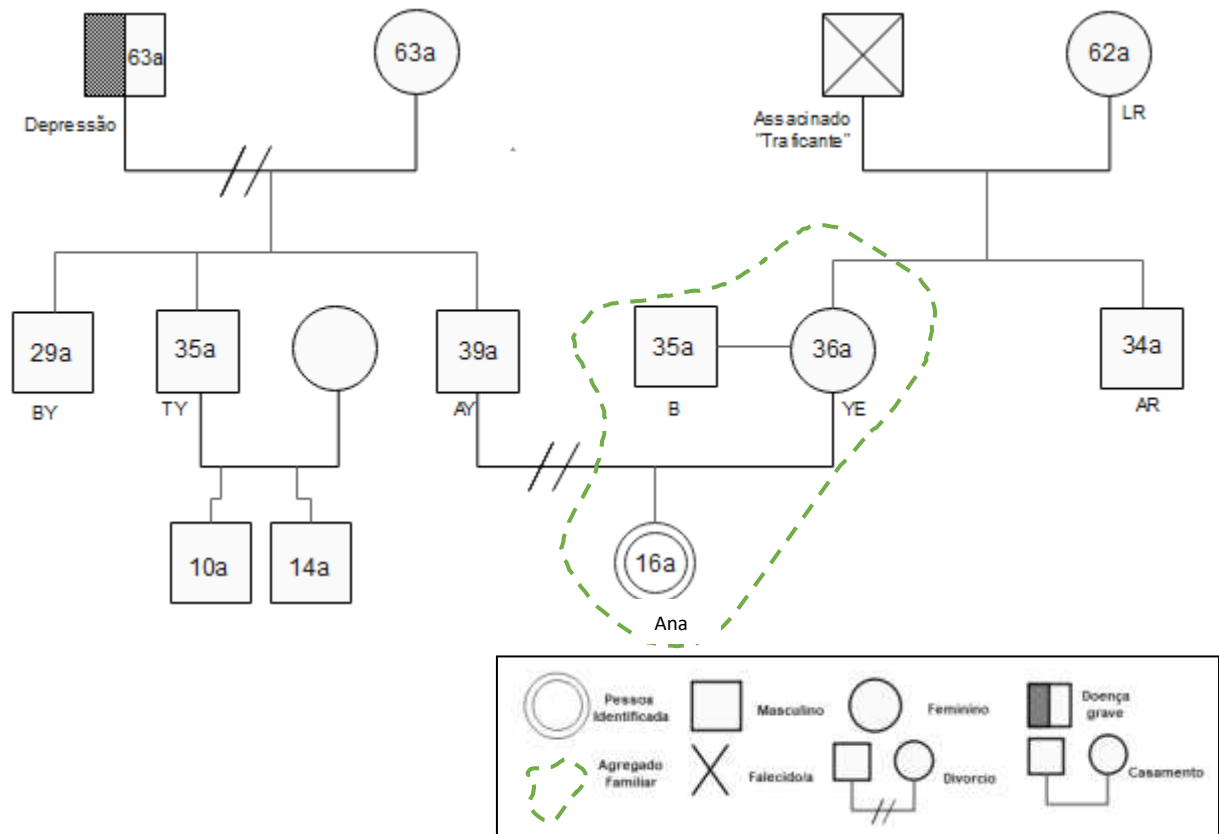 63a
63a
62a
Depressão
Assacinado
"Traficante"
LR
29a
35a
39a
35a
36a
34a
BY
TY
AY
B
YE
AR
10a
14a
16a
Ana
Pessoa
Identificada
Masculino
Feminino
Doença
grave
Agregado
Familiar
Falecido/a
Divorcio
Casamento